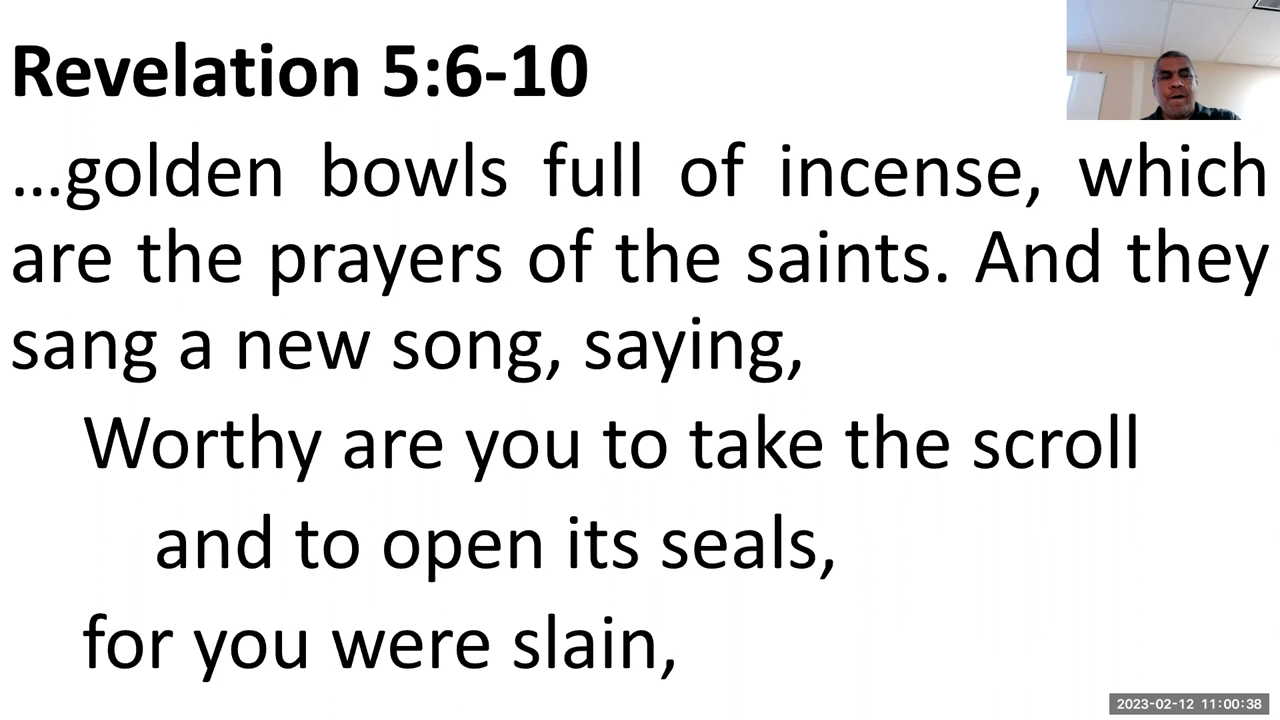 Revelation 5:6-10
...golden bowls full of incense, which
are the prayers of the saints. And they
sang a new song, saying,
Worthy are you to take the scroll
and to open its seals,
for you were slain,
2023-02-12 11:00:38